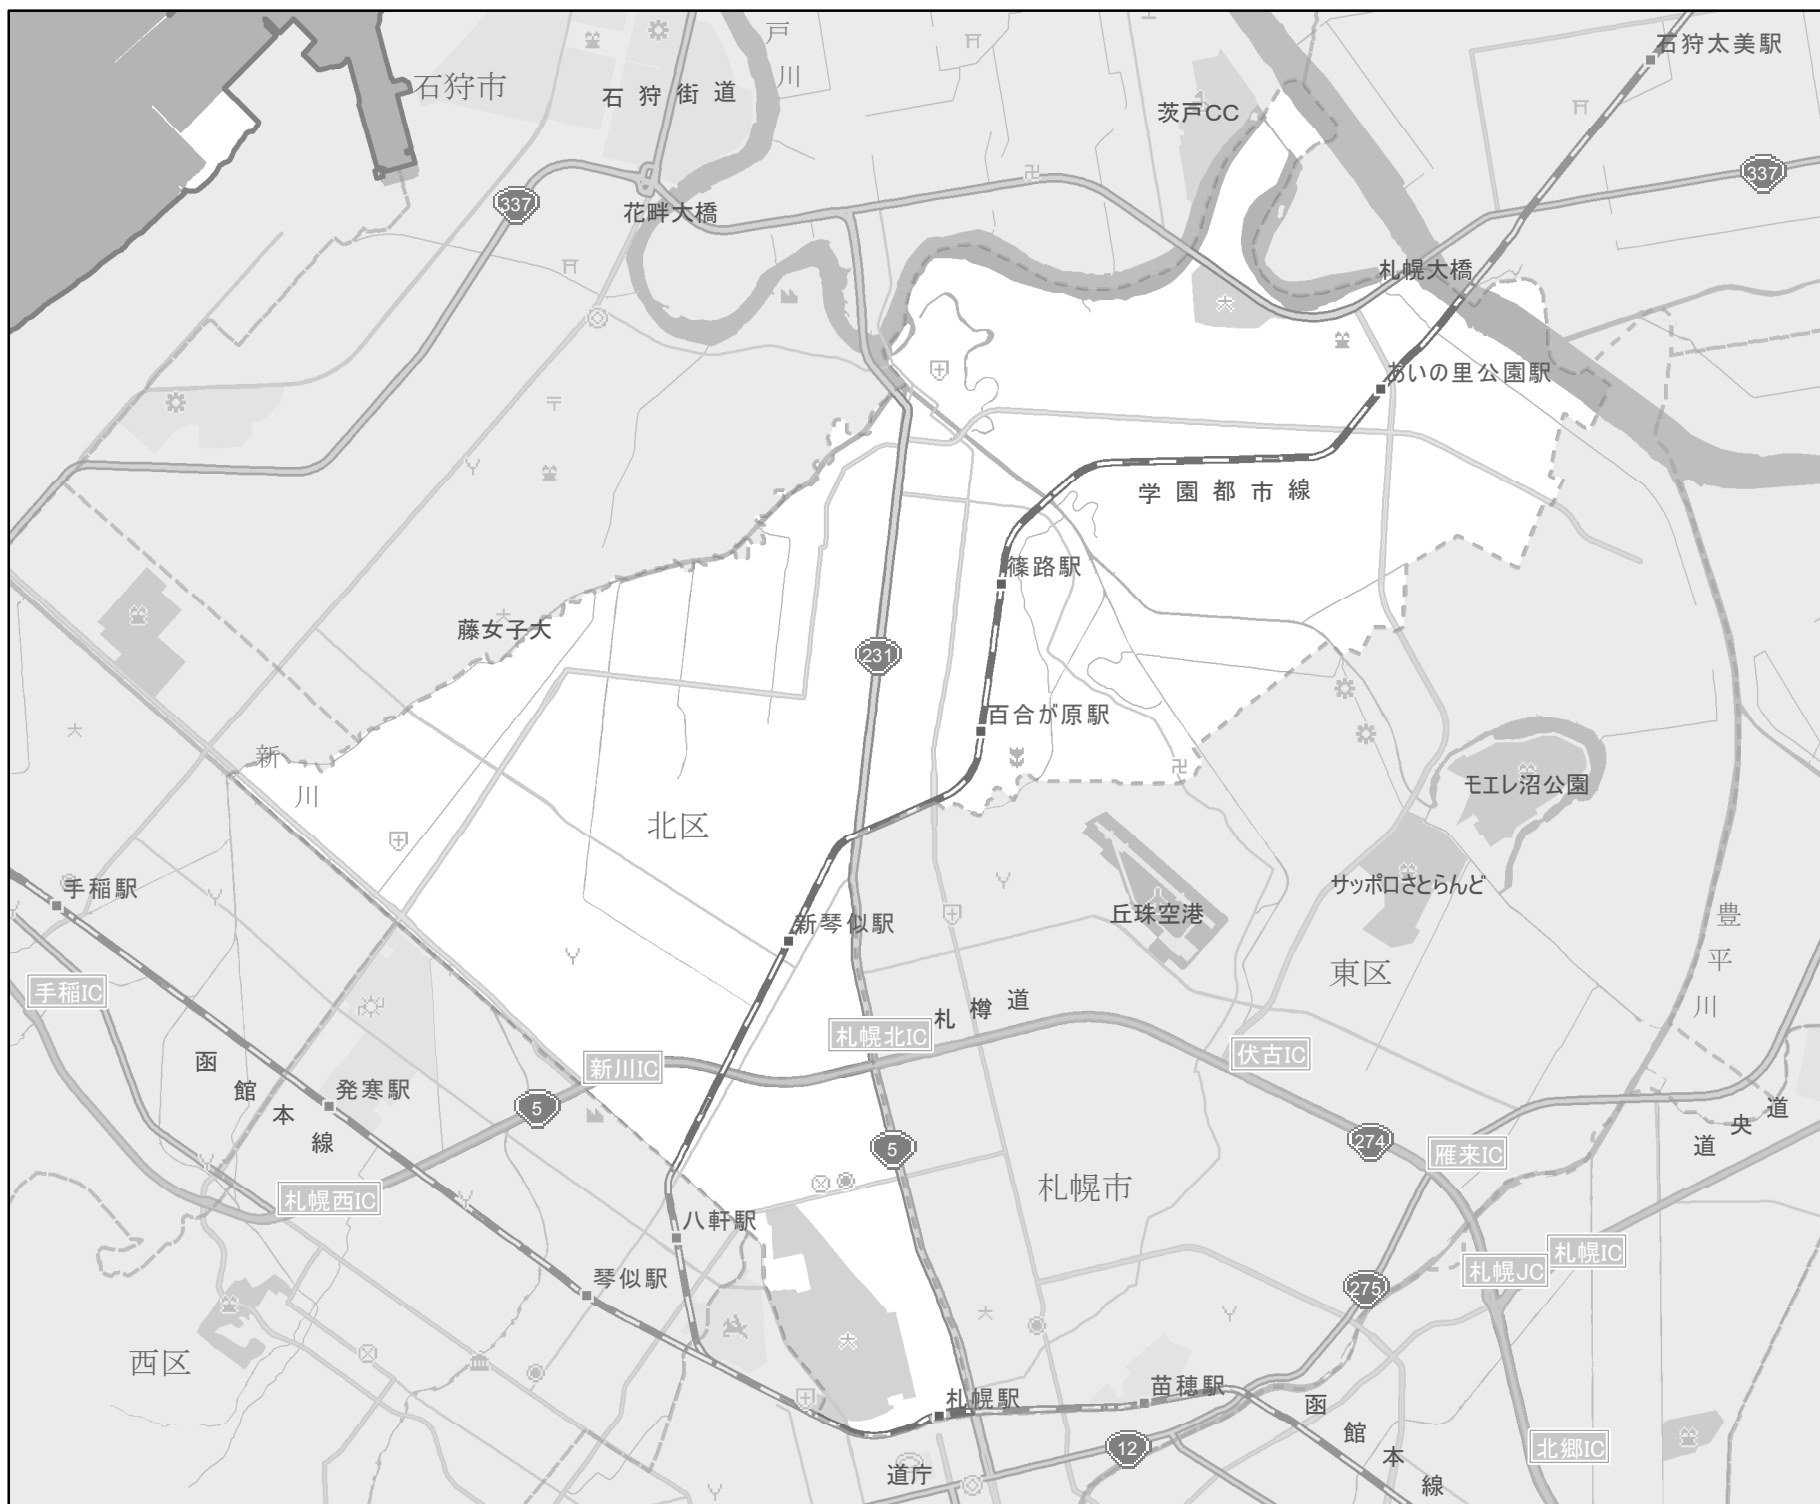 石狩市
石狩街道
戸川
石狩太美駅
茨戸CC
337
337
花畔大橋
札幌大橋
あいの里公園駅
学園都市線
篠路駅
藤女子大
231
百合が原駅
新川
北区
モエレ沼公園
手稲駅
サッポロさとらんど
新琴似駅
丘珠空港
豊平川
東区
手稲IC
札樽道
札幌北IC
伏古IC
新川IC
函館本線
発寒駅
5
5
274
雁来IC
道央道
札幌西IC
札幌市
八軒駅
札幌IC
札幌JC
琴似駅
275
西区
苗穂駅
札幌駅
函館本線
12
北郷IC
道庁